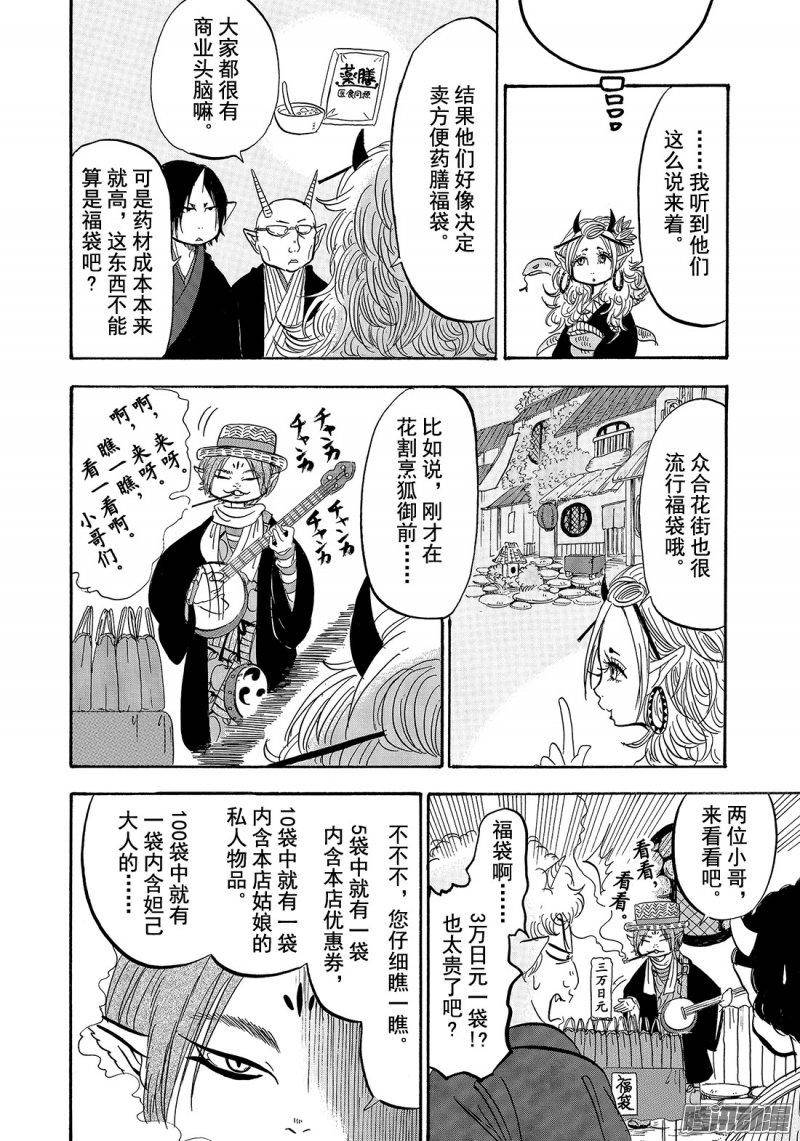 ……我听到他们
这么说来着。
结果他们好像决定
卖方便药膳福袋。
薬膳
医食同源
大家都很有
商业头脑嘛。
可是药材成本本来
就高，这东西不能
算是福袋吧？
众合花街也很
流行福袋哦。
比如说，刚才在
花割烹狐御前……
チャンカ
チャンカ
チャンカ
チャンカ
啊，来呀。
啊，来呀。
瞧一瞧，
看一看啊。
小哥们。
两位小哥，
来看看吧。
看看，
看看。
三万日元
福袋
福袋啊……
3万日元一袋!?
也太贵了吧？
不不不，您仔细瞧一瞧。
5袋中就有一袋
内含本店优惠券，
10袋中就有一袋
内含本店姑娘的
私人物品。
100袋中就有
一袋内含妲己
大人的……
腾讯动漫